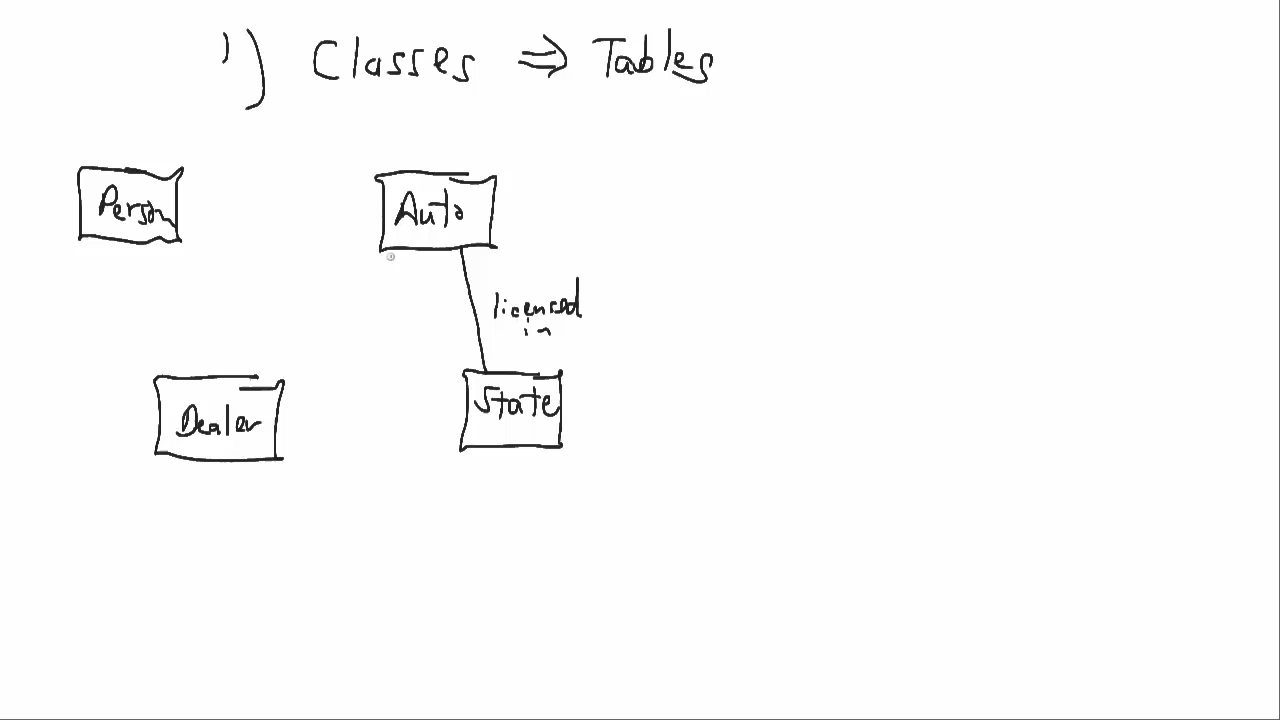 1) Classes ⇒ Tables
Person
Auto
licensed
in
Dealer
State